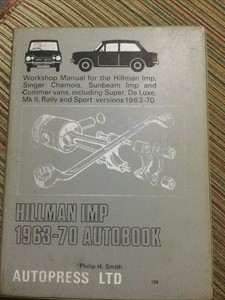 Workshop Manual for the Hillman Imp,
Singer Chamois, Sunbeam Imp and
Commer vans, including Super, De Luxe,
Mk II, Rally and Sport versions 1963-70
HILLMAN IMP
1963-70 AUTOBOOK
Philip H. Smith
AUTOPRESS LTD